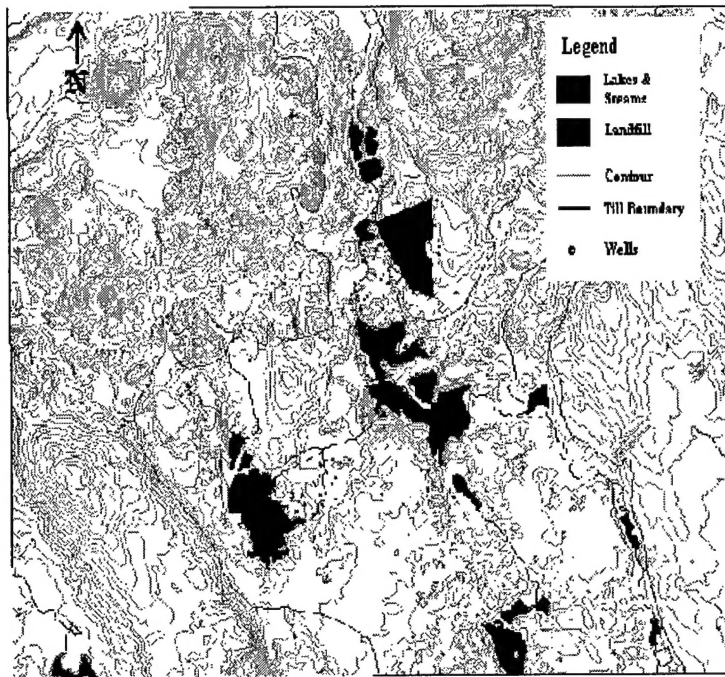 N
Legend
Lakes &
Streams
Landfill
Contour
Till Boundary
Wells